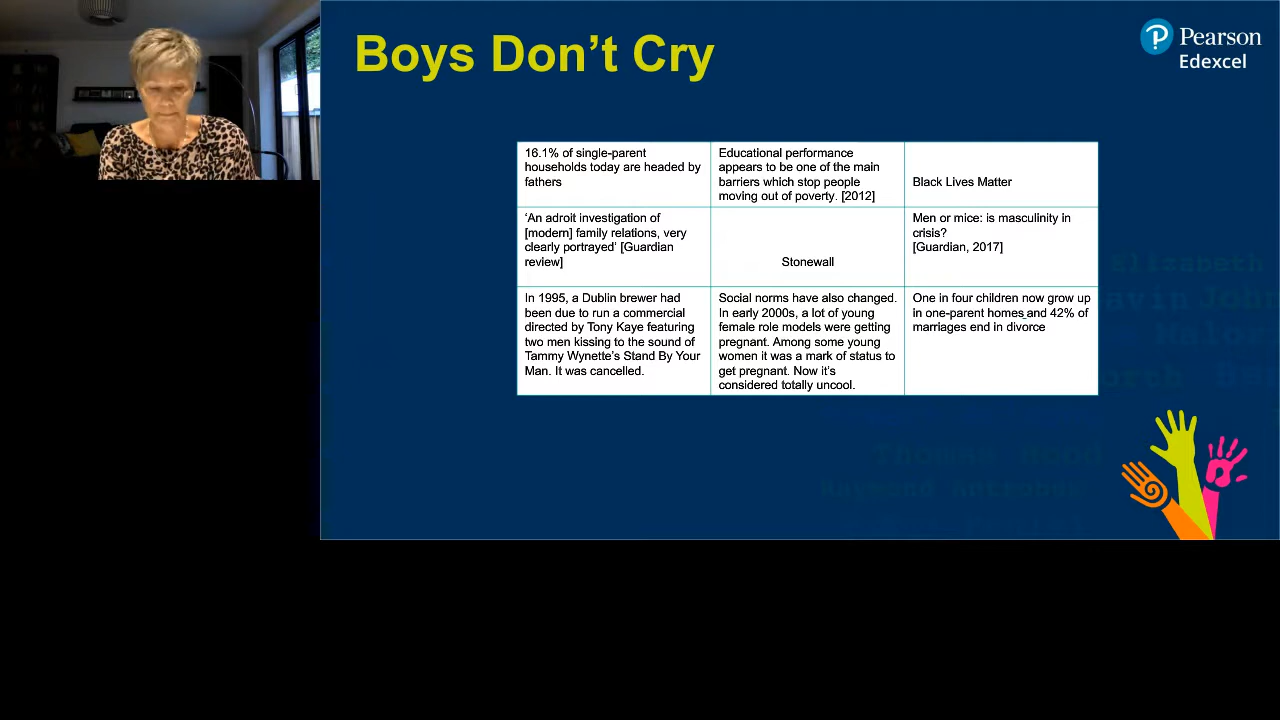 Boys Don’t Cry
Pearson
Edexcel
16.1% of single-parent
households today are headed by
fathers
Educational performance
appears to be one of the main
barriers which stop people
moving out of poverty. [2012]
Black Lives Matter
‘An adroit investigation of
[modern] family relations, very
clearly portrayed’ [Guardian
review]
Stonewall
Men or mice: is masculinity in
crisis?
[Guardian, 2017]
In 1995, a Dublin brewer had
been due to run a commercial
directed by Tony Kaye featuring
two men kissing to the sound of
Tammy Wynette’s Stand By Your
Man. It was cancelled.
Social norms have also changed.
In early 2000s, a lot of young
female role models were getting
pregnant. Among some young
women it was a mark of status to
get pregnant. Now it’s
considered totally uncool.
One in four children now grow up
in one-parent homes and 42% of
marriages end in divorce
Elizabeth
John
Thomas Hood